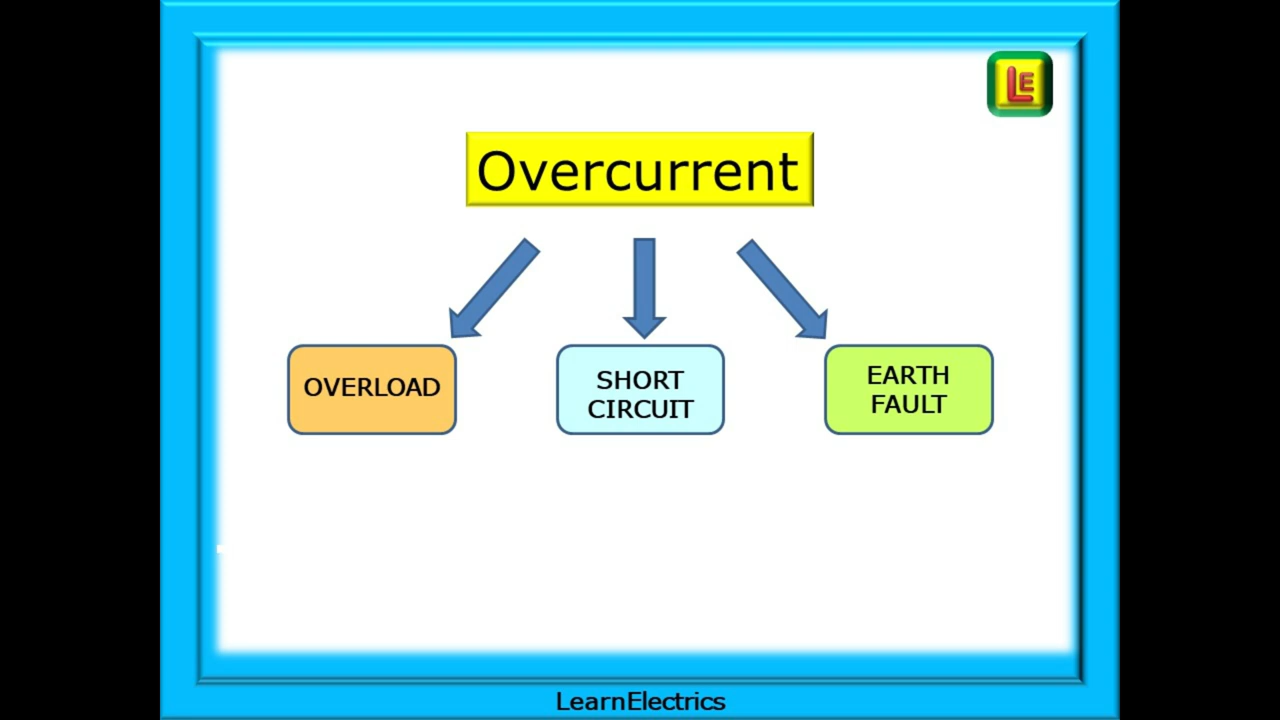 LE
Overcurrent
OVERLOAD
SHORT
CIRCUIT
EARTH
FAULT
LearnElectrics